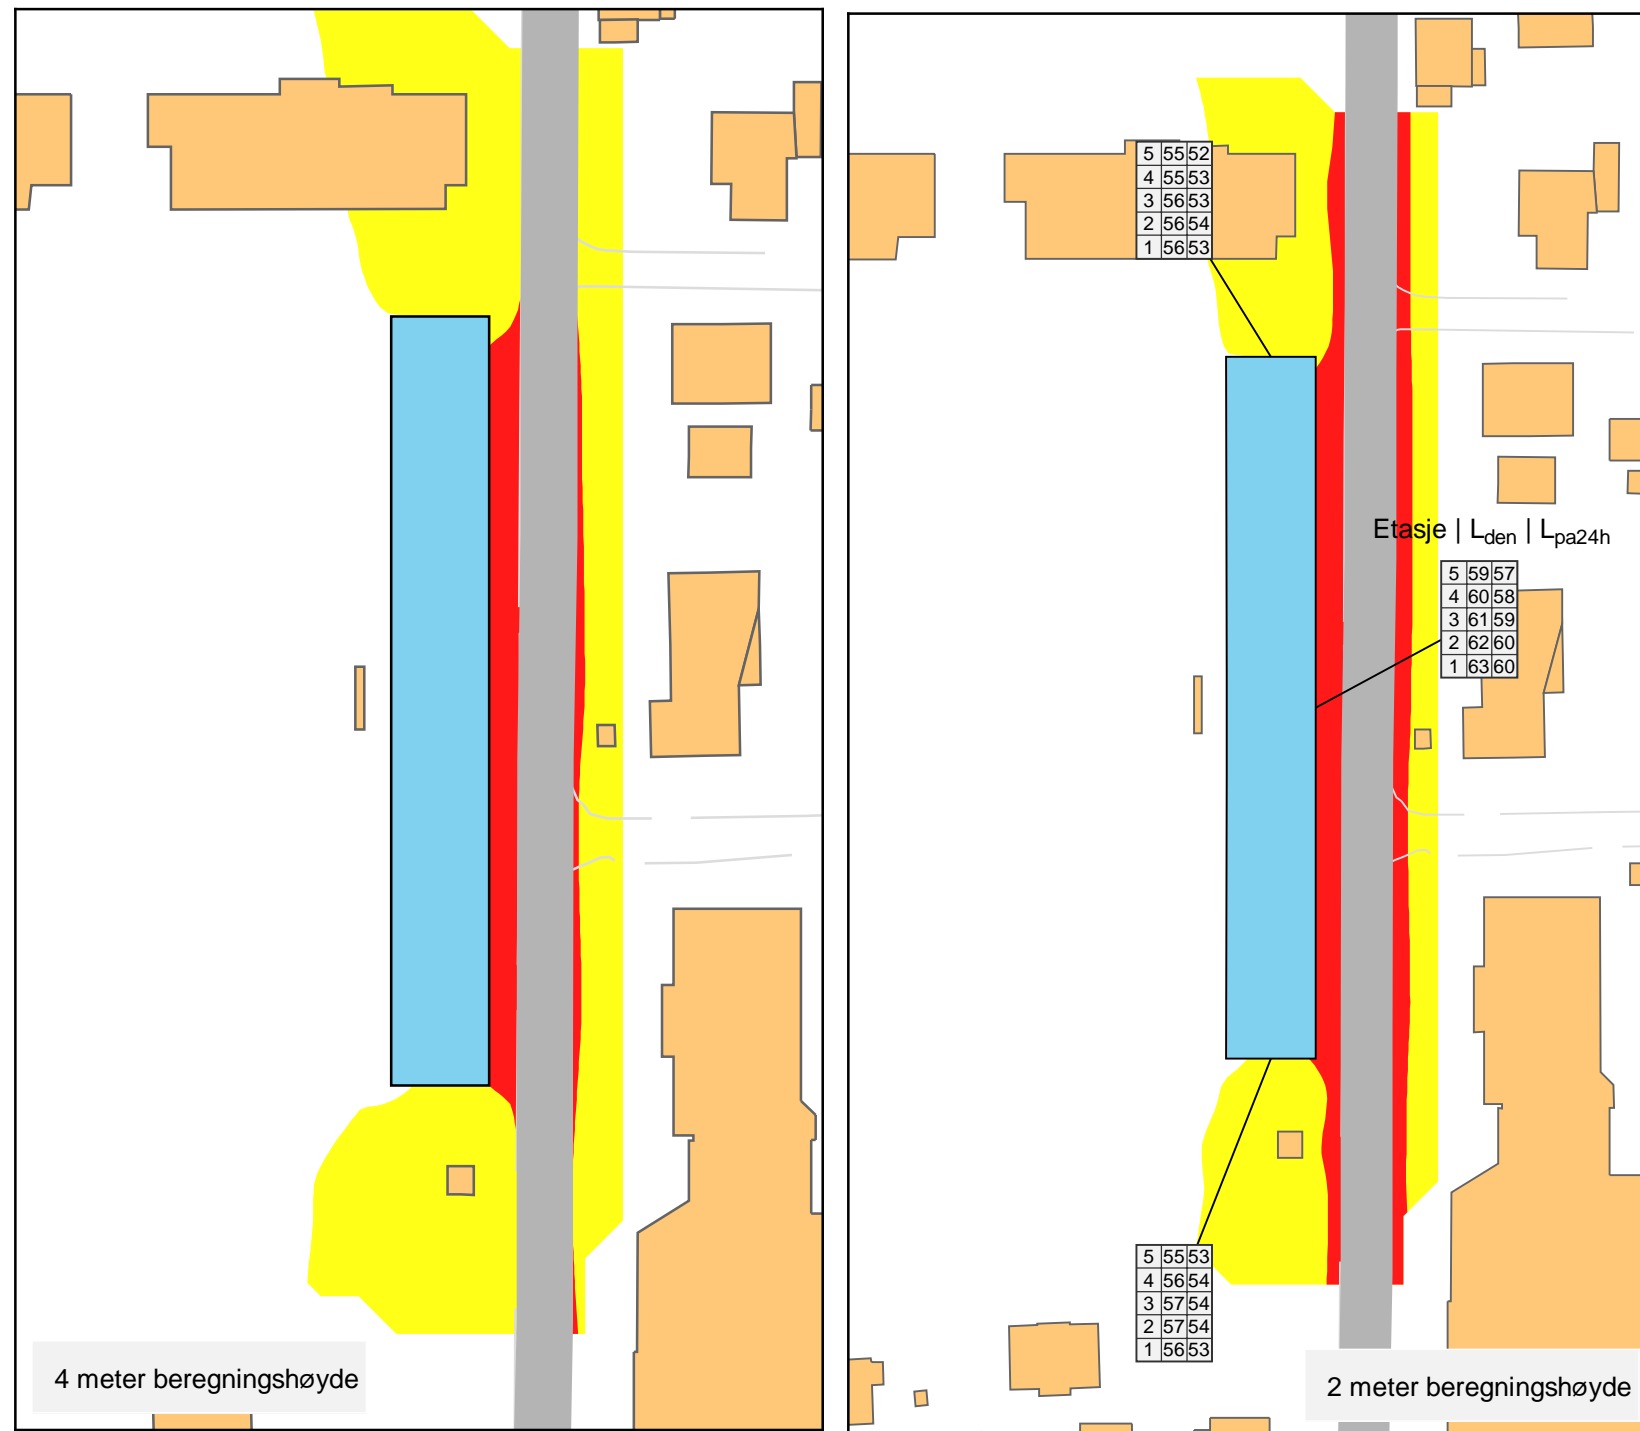 5 55 52
4 55 53
3 56 53
2 56 54
1 56 53
Etasje | Lden | Lpa24h
5 59 57
4 60 58
3 61 59
2 62 60
1 63 60
5 55 53
4 56 54
3 57 54
2 57 54
1 56 53
4 meter beregningshøyde
2 meter beregningshøyde